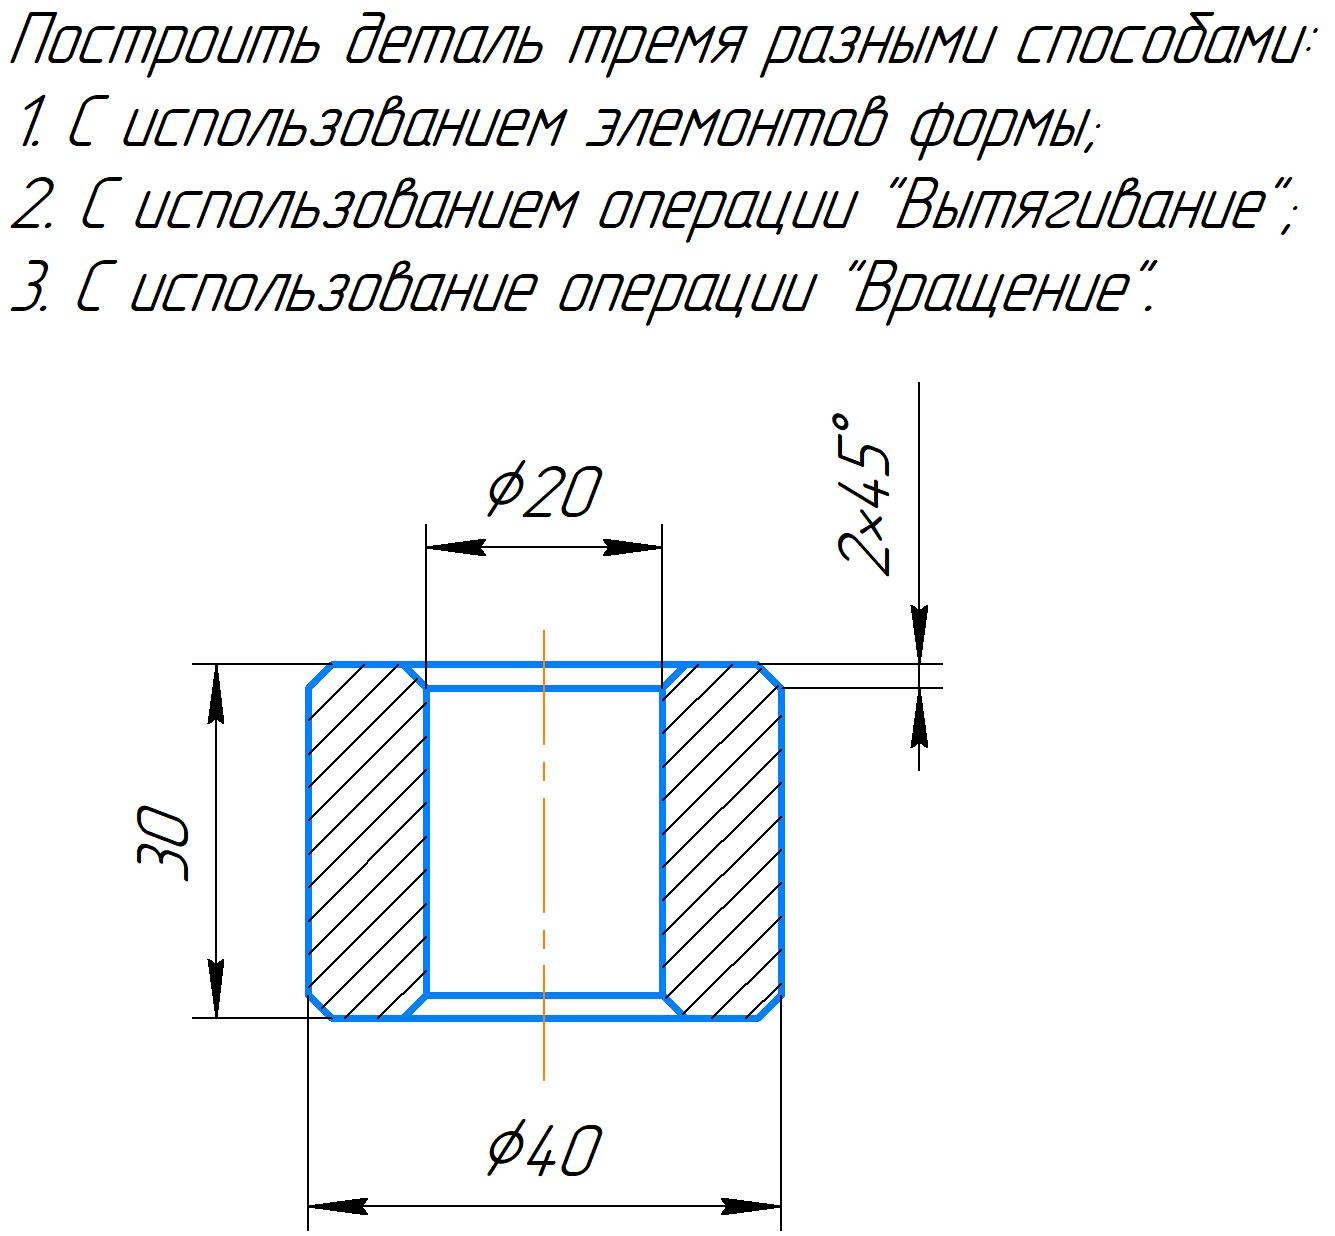 Построить деталь тремя разными способами:
1. С использованием элемонтов формы;
2. С использованием операции "Вытягивание";
3. С использование операции "Вращение".
⌀20
2×45°
30
⌀40